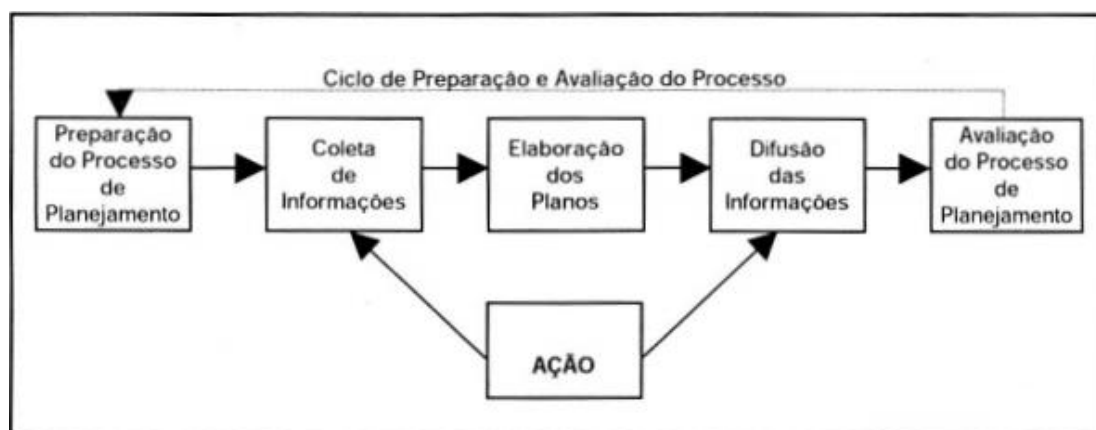 Ciclo de Preparação e Avaliação do Processo
Preparação
do Processo
de
Planejamento
Coleta
de
Informações
Elaboração
dos
Planos
Difusão
das
Informações
Avaliação
do Processo
de
Planejamento
AÇÃO